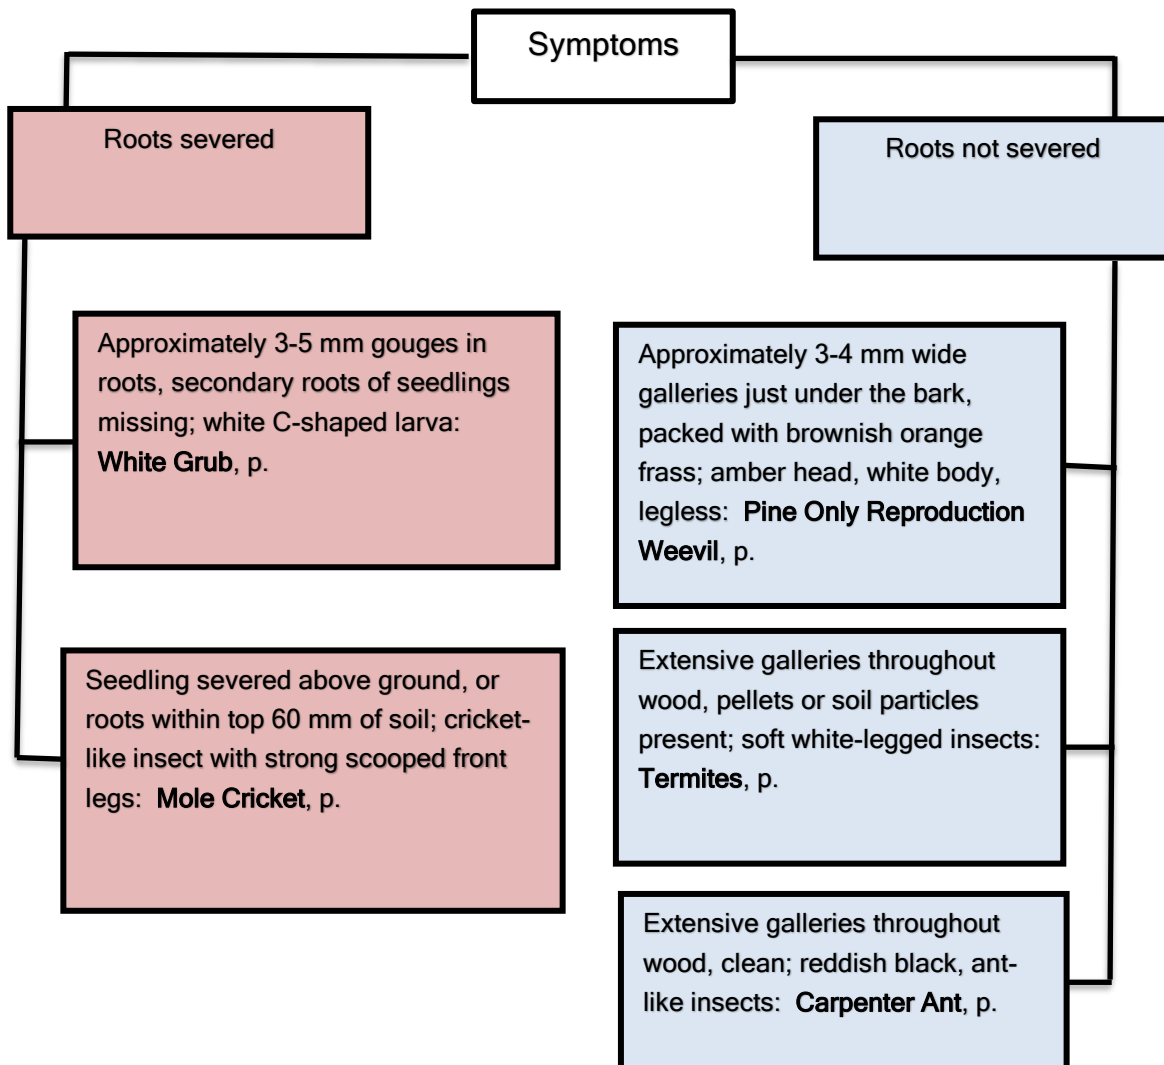 Symptoms
Roots severed
Roots not severed
Approximately 3-5 mm gouges in
roots, secondary roots of seedlings
missing; white C-shaped larva:
White Grub, p.
Seedling severed above ground, or
roots within top 60 mm of soil; cricket-
like insect with strong scooped front
legs:  Mole Cricket, p.
Approximately 3-4 mm wide
galleries just under the bark,
packed with brownish orange
frass; amber head, white body,
legless:  Pine Only Reproduction
Weevil, p.
Extensive galleries throughout
wood, pellets or soil particles
present; soft white-legged insects:
Termites, p.
Extensive galleries throughout
wood, clean; reddish black, ant-
like insects:  Carpenter Ant, p.